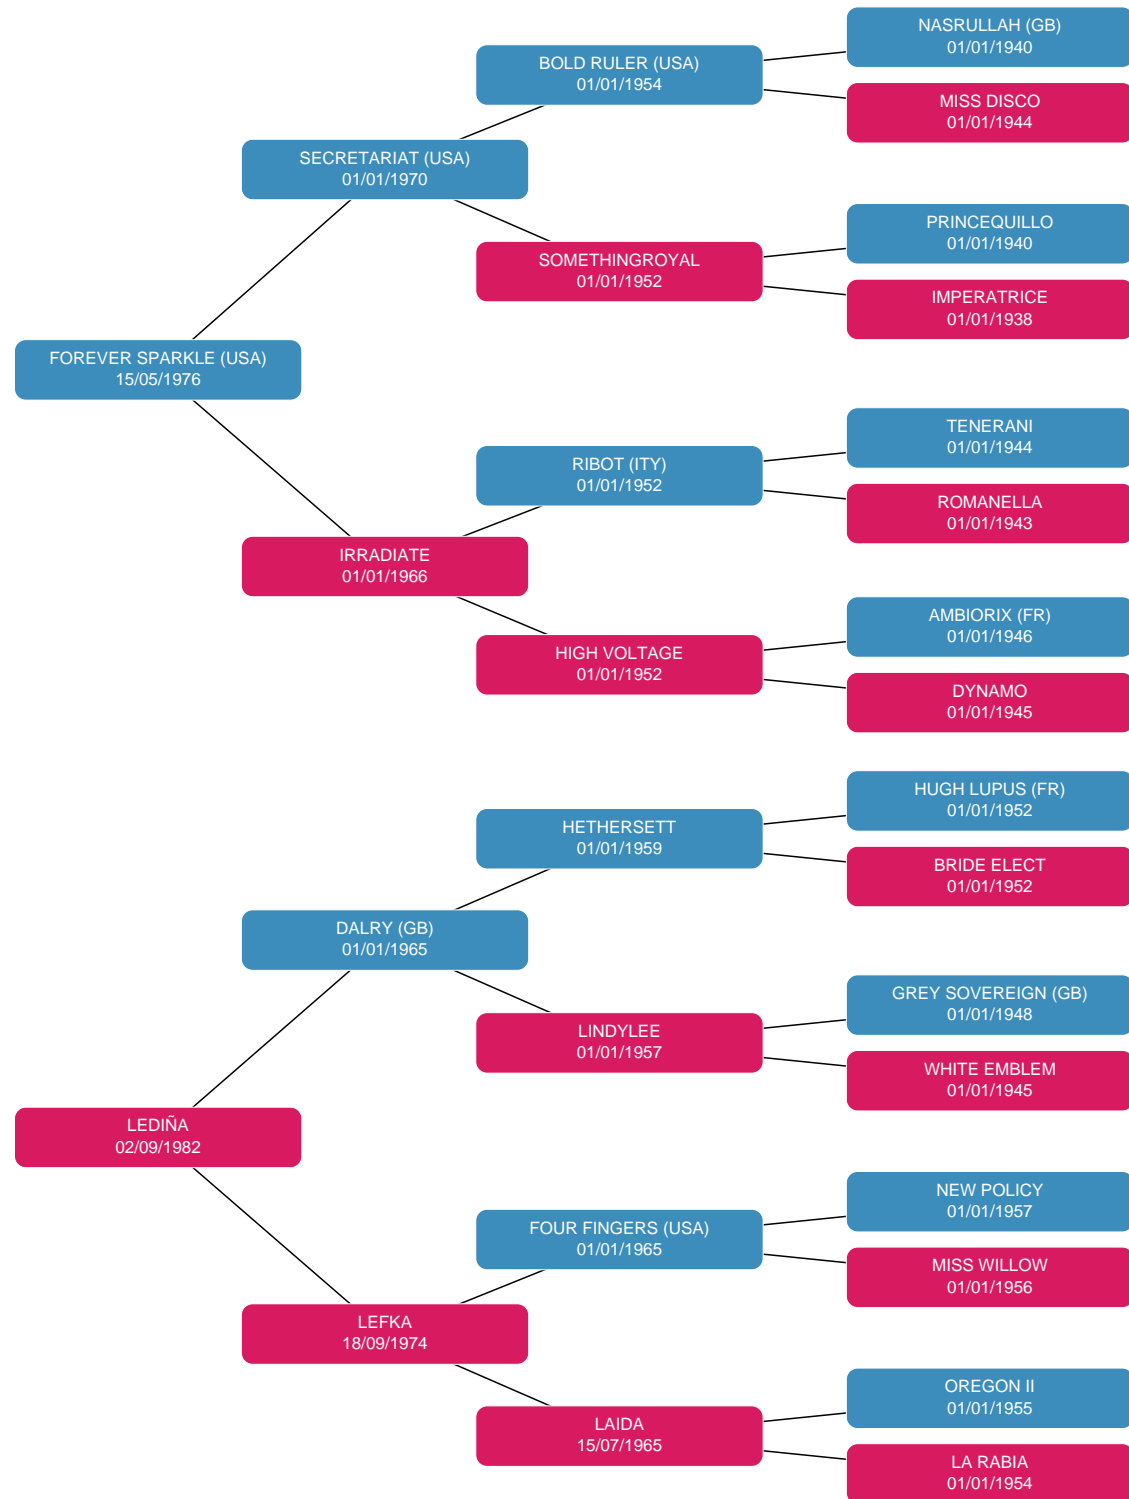 NASRULLAH (GB)
01/01/1940
BOLD RULER (USA)
01/01/1954
MISS DISCO
01/01/1944
SECRETARIAT (USA)
01/01/1970
PRINCEQUILLO
01/01/1940
SOMETHINGROYAL
01/01/1952
IMPERATRICE
01/01/1938
FOREVER SPARKLE (USA)
15/05/1976
TENERANI
01/01/1944
RIBOT (ITY)
01/01/1952
ROMANELLA
01/01/1943
IRRADIATE
01/01/1966
AMBIORIX (FR)
01/01/1946
HIGH VOLTAGE
01/01/1952
DYNAMO
01/01/1945
HUGH LUPUS (FR)
01/01/1952
HETHERSETT
01/01/1959
BRIDE ELECT
01/01/1952
DALRY (GB)
01/01/1965
GREY SOVEREIGN (GB)
01/01/1948
LINDYLEE
01/01/1957
WHITE EMBLEM
01/01/1945
LEDIÑA
02/09/1982
NEW POLICY
01/01/1957
FOUR FINGERS (USA)
01/01/1965
MISS WILLOW
01/01/1956
LEFKA
18/09/1974
OREGON II
01/01/1955
LAIDA
15/07/1965
LA RABIA
01/01/1954